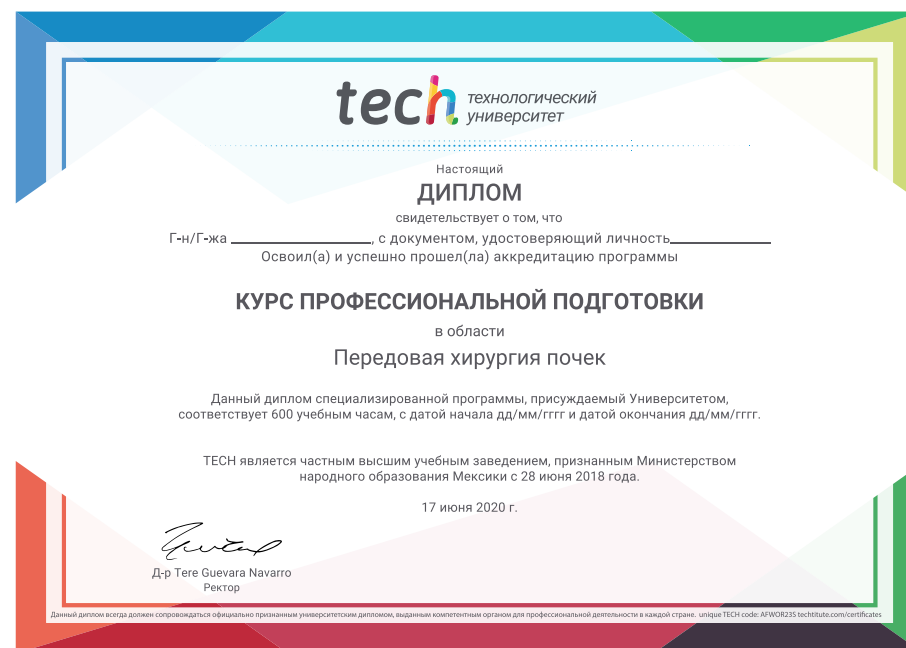 tech технологический
университет
Настоящий
ДИПЛОМ
свидетельствует о том, что
Г-н/Г-жа ____________________, с документом, удостоверяющий личность______________
Освоил(а) и успешно прошел(ла) аккредитацию программы
КУРС ПРОФЕССИОНАЛЬНОЙ ПОДГОТОВКИ
в области
Передовая хирургия почек
Данный диплом специализированной программы, присуждаемый Университетом,
соответствует 600 учебным часам, с датой начала дд/мм/гггг и датой окончания дд/мм/гггг.
TECH является частным высшим учебным заведением, признанным Министерством
народного образования Мексики с 28 июня 2018 года.
17 июня 2020 г.
Д-р Tere Guevara Navarro
Ректор
Данный диплом всегда должен сопровождаться официально признанным университетским дипломом, выданным компетентным органом для профессиональной деятельности в каждой стране. unique TECH code: AFWOR23S techtitute.com/certificates